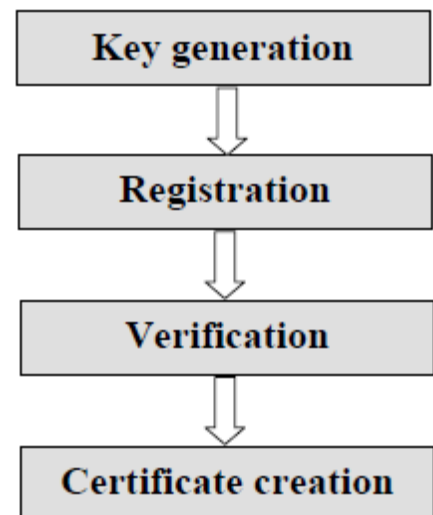 Key generation
Registration
Verification
Certificate creation